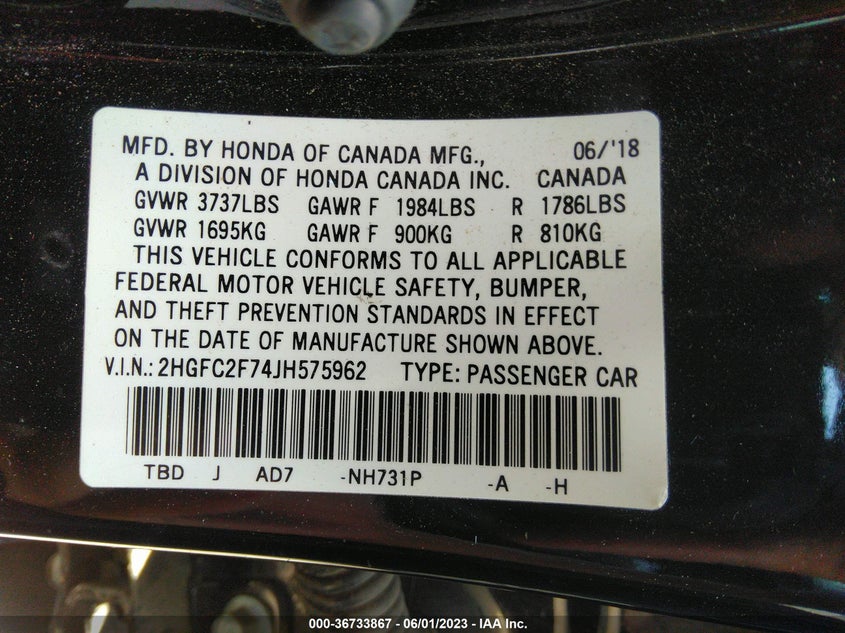 MFD. BY HONDA OF CANADA MFG., 06/'18
A DIVISION OF HONDA CANADA INC. CANADA
GVWR 3737LBS GAWR F 1984LBS R 1786LBS
GVWR 1695KG GAWR F 900KG R 810KG
THIS VEHICLE CONFORMS TO ALL APPLICABLE
FEDERAL MOTOR VEHICLE SAFETY, BUMPER,
AND THEFT PREVENTION STANDARDS IN EFFECT
ON THE DATE OF MANUFACTURE SHOWN ABOVE.
V.I.N.: 2HGFC2F74JH575962 TYPE: PASSENGER CAR
TBD J AD7 -NH731P -A -H
000-36733867 - 06/01/2023 - IAA Inc.